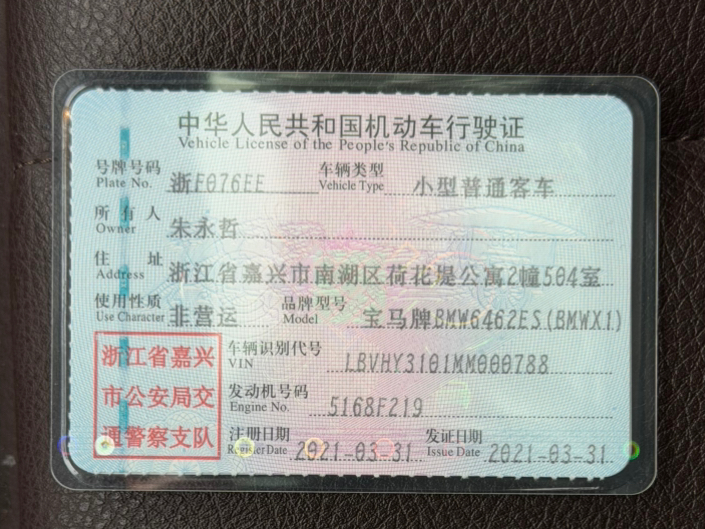 中华人民共和国机动车行驶证
Vehicle License of the People's Republic of China
号牌号码 浙F076EE 车辆类型 小型普通客车
Plate No. Vehicle Type
所有人 朱永哲
Owner
住址 浙江省嘉兴市南湖区荷花堤公寓2幢504室
Address
使用性质 非营运 品牌型号 宝马牌BMW6462ES(BMWX1)
Use Character Model
浙江省嘉兴
市公安局交
通警察支队
车辆识别代号 LBVHY3101MM000788
VIN
发动机号码 5168F219
Engine No.
注册日期 2021-03-31 发证日期 2021-03-31
Register Date Issue Date